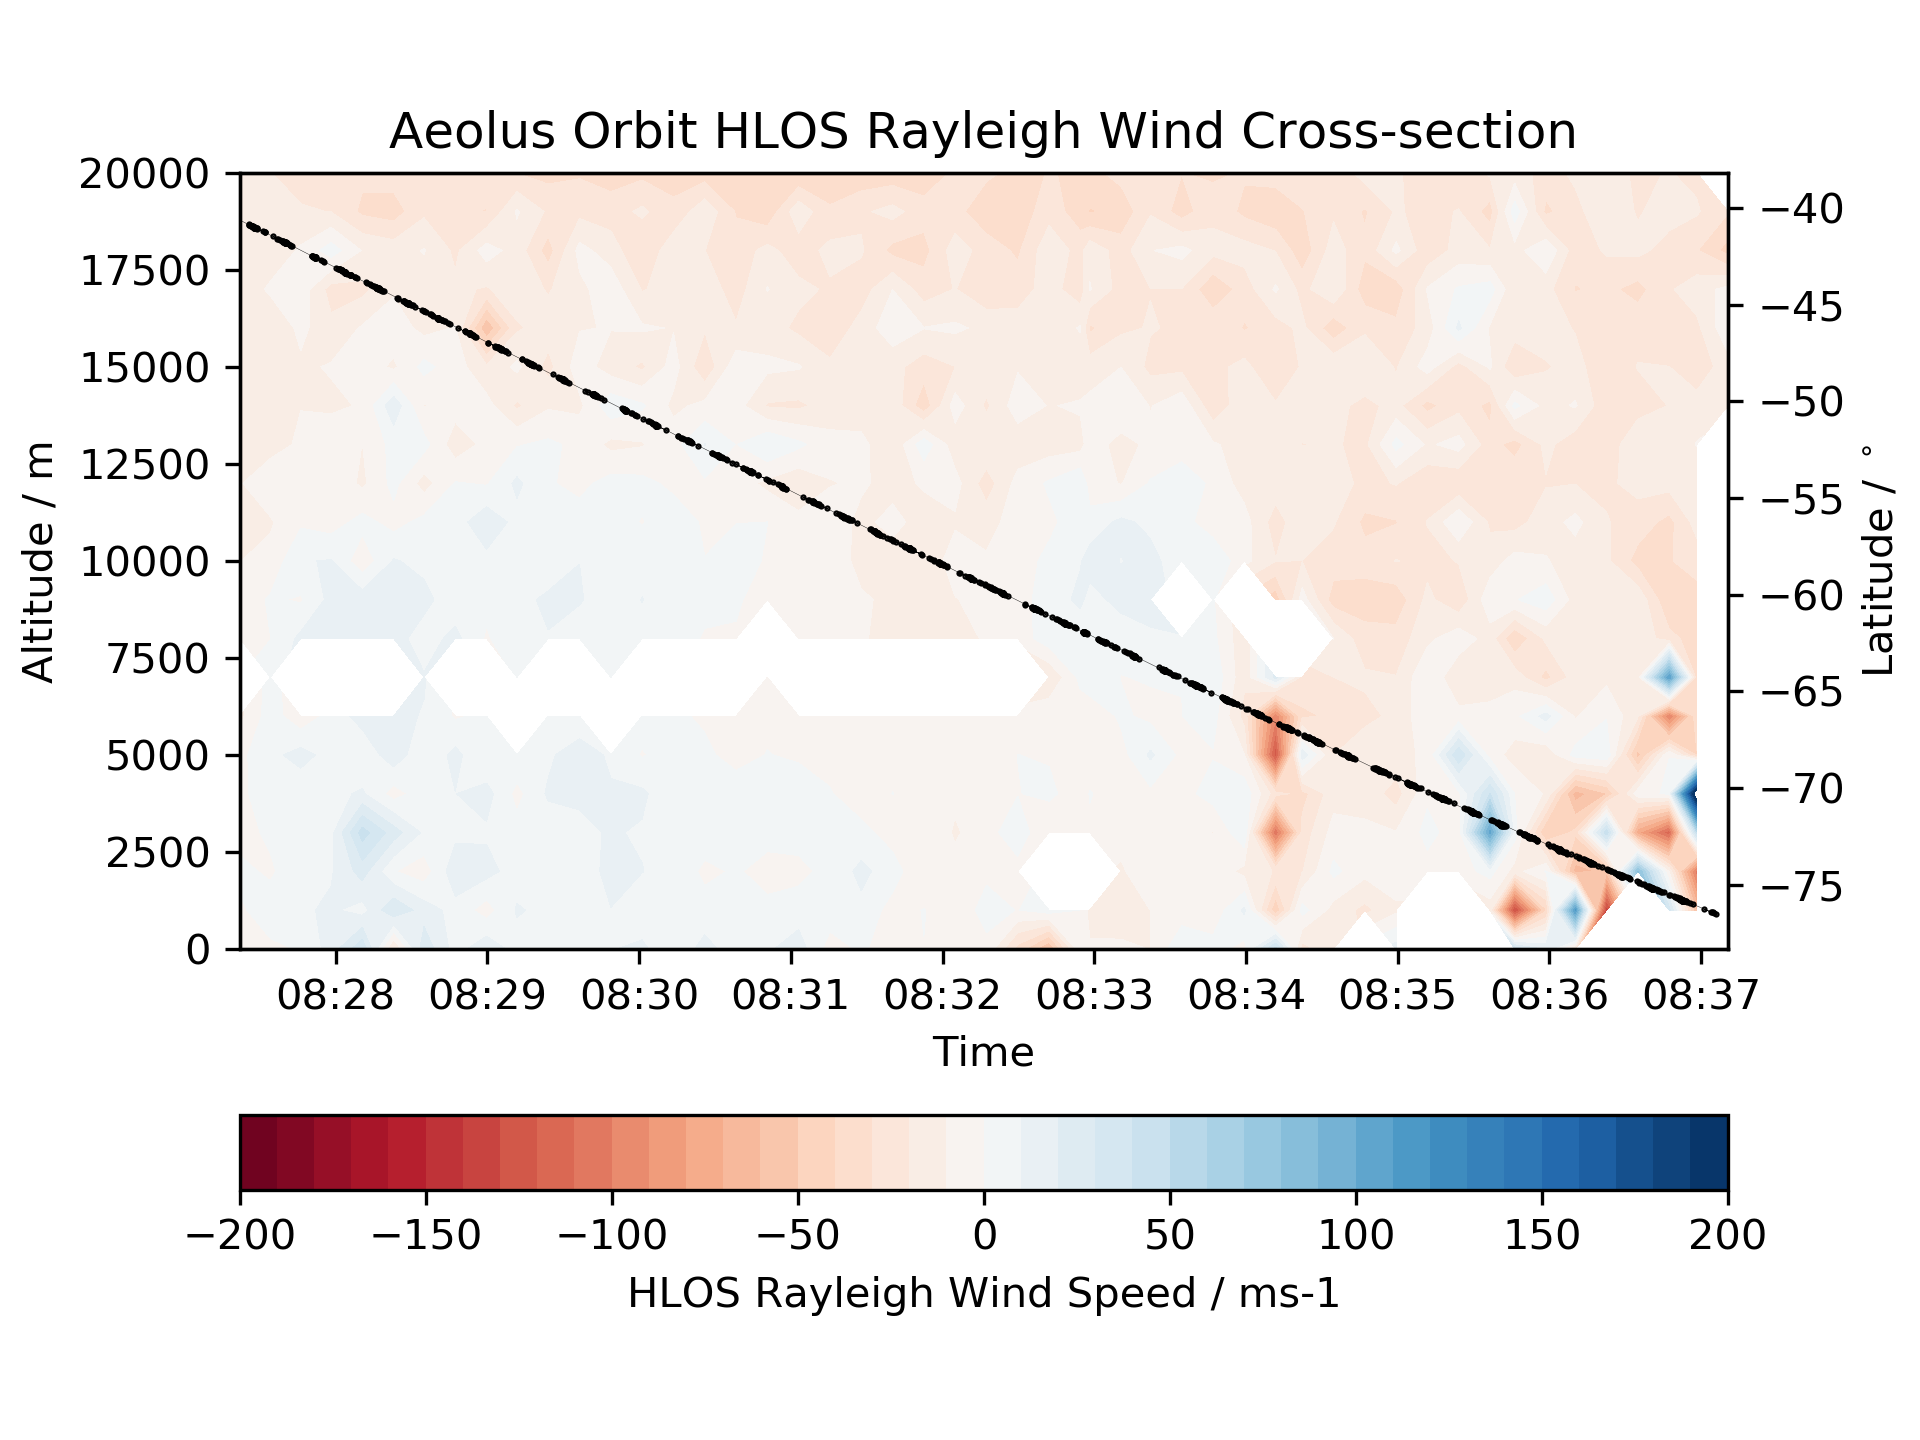 Aeolus Orbit HLOS Rayleigh Wind Cross-section
20000
17500
15000
12500
10000
7500
5000
2500
0
Altitude / m
−40
−45
−50
−55
−60
−65
−70
−75
Latitude / °
08:28 08:29 08:30 08:31 08:32 08:33 08:34 08:35 08:36 08:37
Time
−200 −150 −100 −50 0 50 100 150 200
HLOS Rayleigh Wind Speed / ms-1